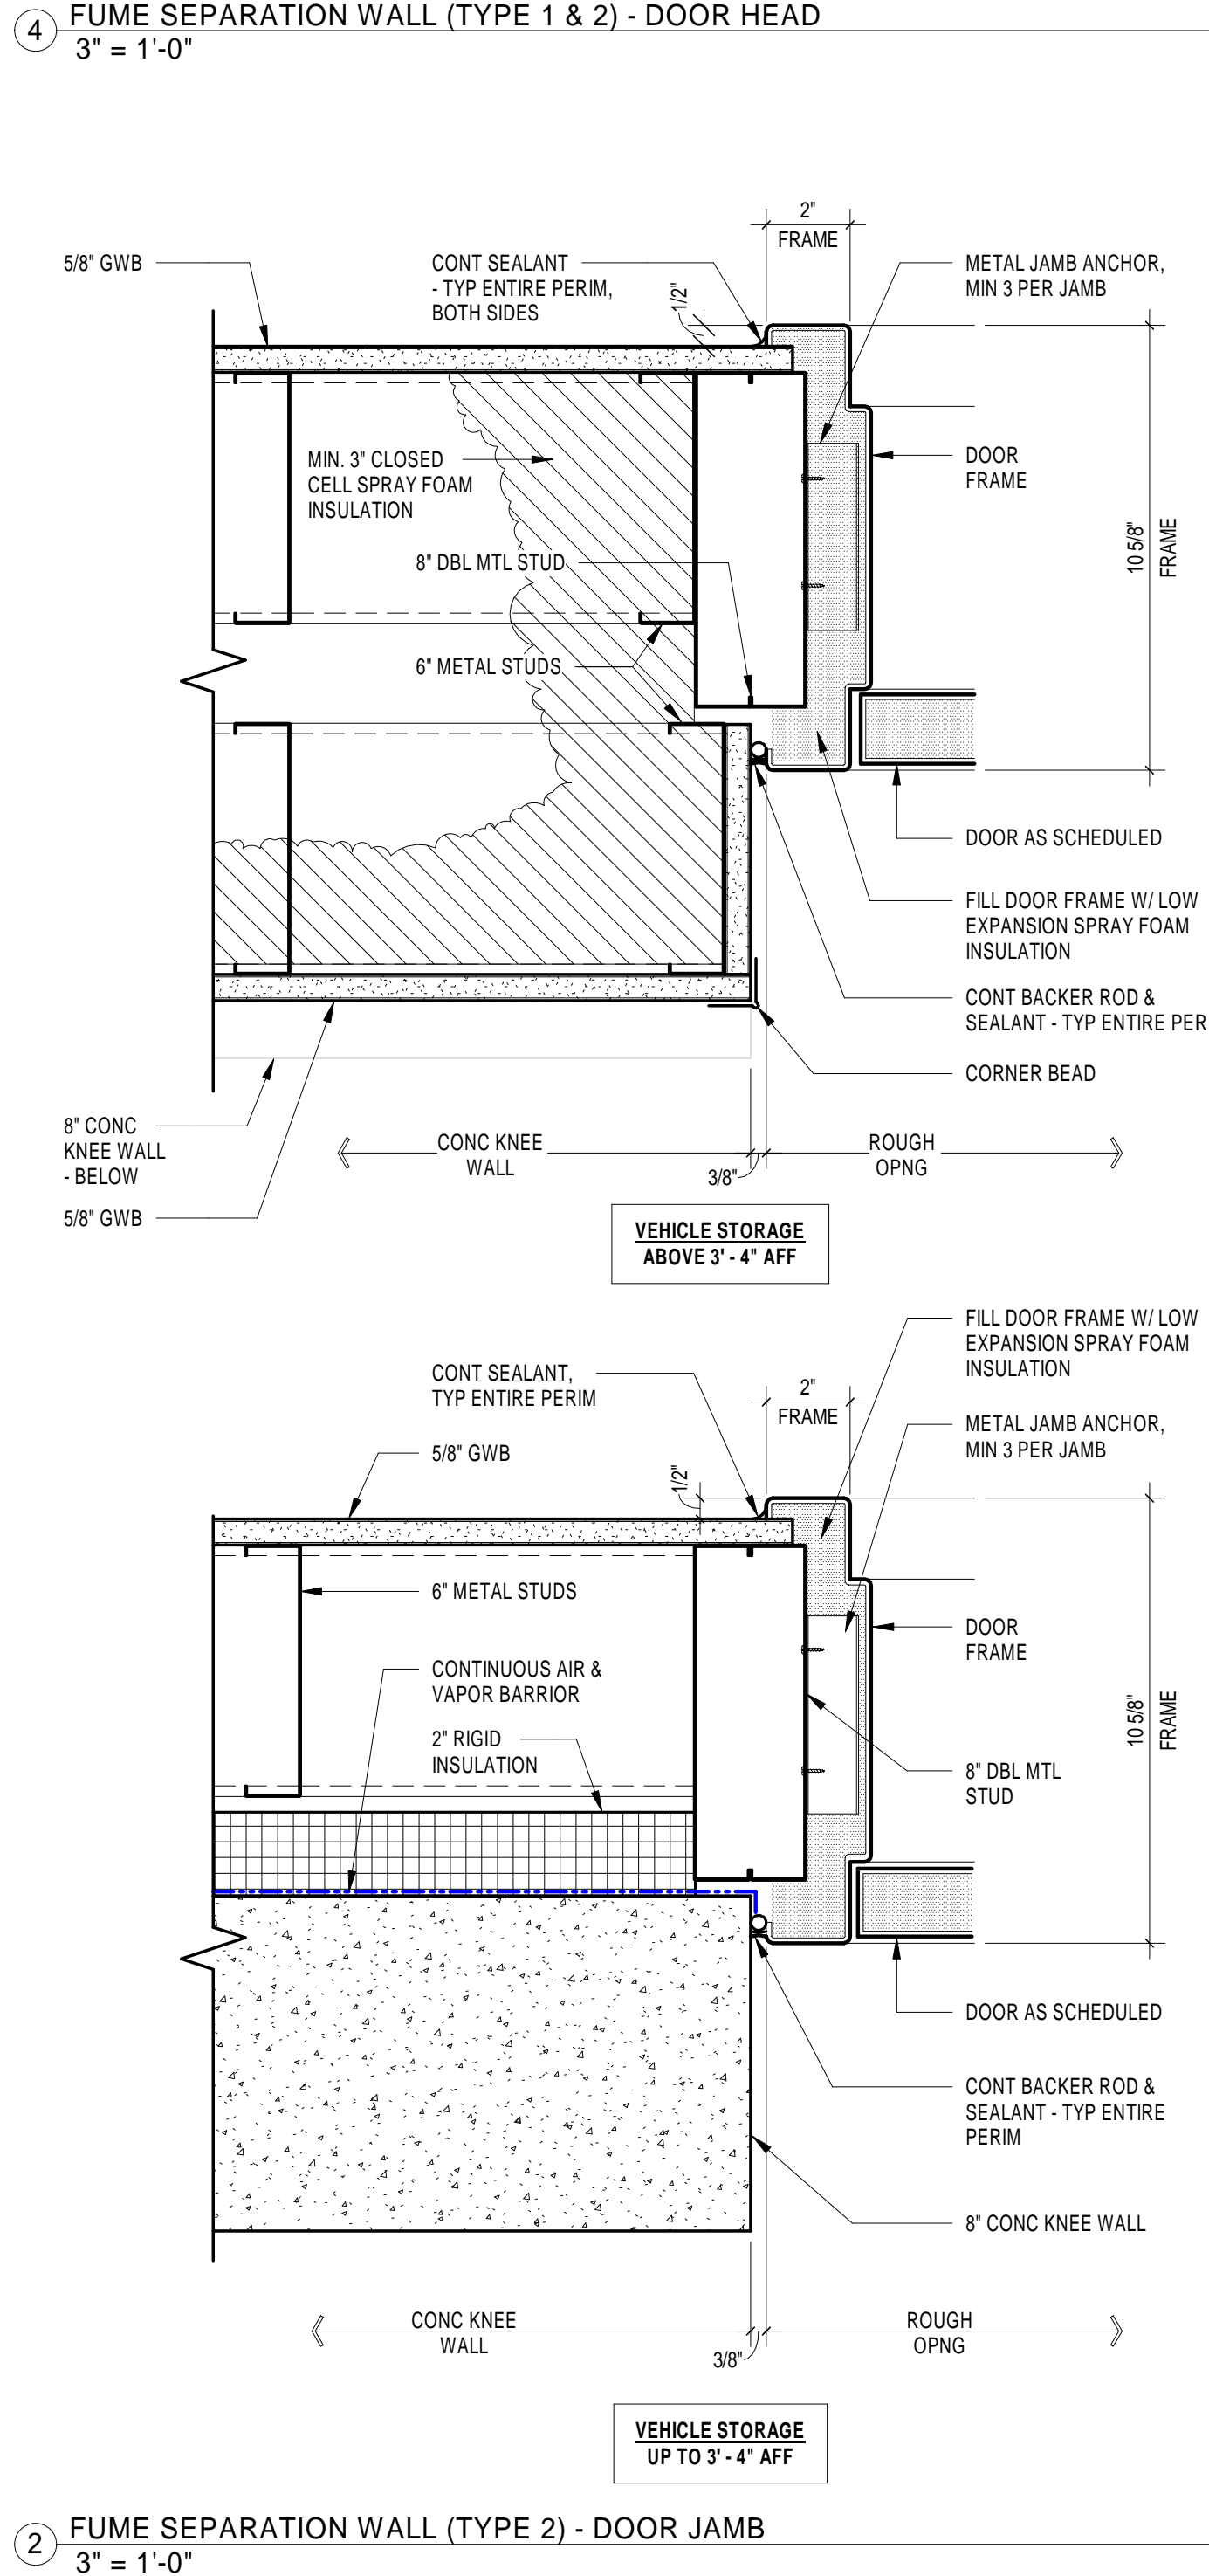 4
FUME SEPARATION WALL (TYPE 1 & 2) - DOOR HEAD
3" = 1'-0"
2"
FRAME
5/8" GWB
CONT SEALANT
- TYP ENTIRE PERIM,
BOTH SIDES
1/2"
METAL JAMB ANCHOR,
MIN 3 PER JAMB
MIN. 3" CLOSED
CELL SPRAY FOAM
INSULATION
DOOR
FRAME
10 5/8"
FRAME
8" DBL MTL STUD
6" METAL STUDS
DOOR AS SCHEDULED
FILL DOOR FRAME W/ LOW
EXPANSION SPRAY FOAM
INSULATION
CONT BACKER ROD &
SEALANT - TYP ENTIRE PER
CORNER BEAD
8" CONC
KNEE WALL
- BELOW
5/8" GWB
CONC KNEE
WALL
3/8"
ROUGH
OPNG
VEHICLE STORAGE
ABOVE 3' - 4" AFF
FILL DOOR FRAME W/ LOW
EXPANSION SPRAY FOAM
INSULATION
CONT SEALANT,
TYP ENTIRE PERIM
2"
FRAME
METAL JAMB ANCHOR,
MIN 3 PER JAMB
5/8" GWB
1/2"
6" METAL STUDS
DOOR
FRAME
CONTINUOUS AIR &
VAPOR BARRIOR
10 5/8"
FRAME
2" RIGID
INSULATION
8" DBL MTL
STUD
DOOR AS SCHEDULED
CONT BACKER ROD &
SEALANT - TYP ENTIRE
PERIM
8" CONC KNEE WALL
CONC KNEE
WALL
3/8"
ROUGH
OPNG
VEHICLE STORAGE
UP TO 3' - 4" AFF
2
FUME SEPARATION WALL (TYPE 2) - DOOR JAMB
3" = 1'-0"